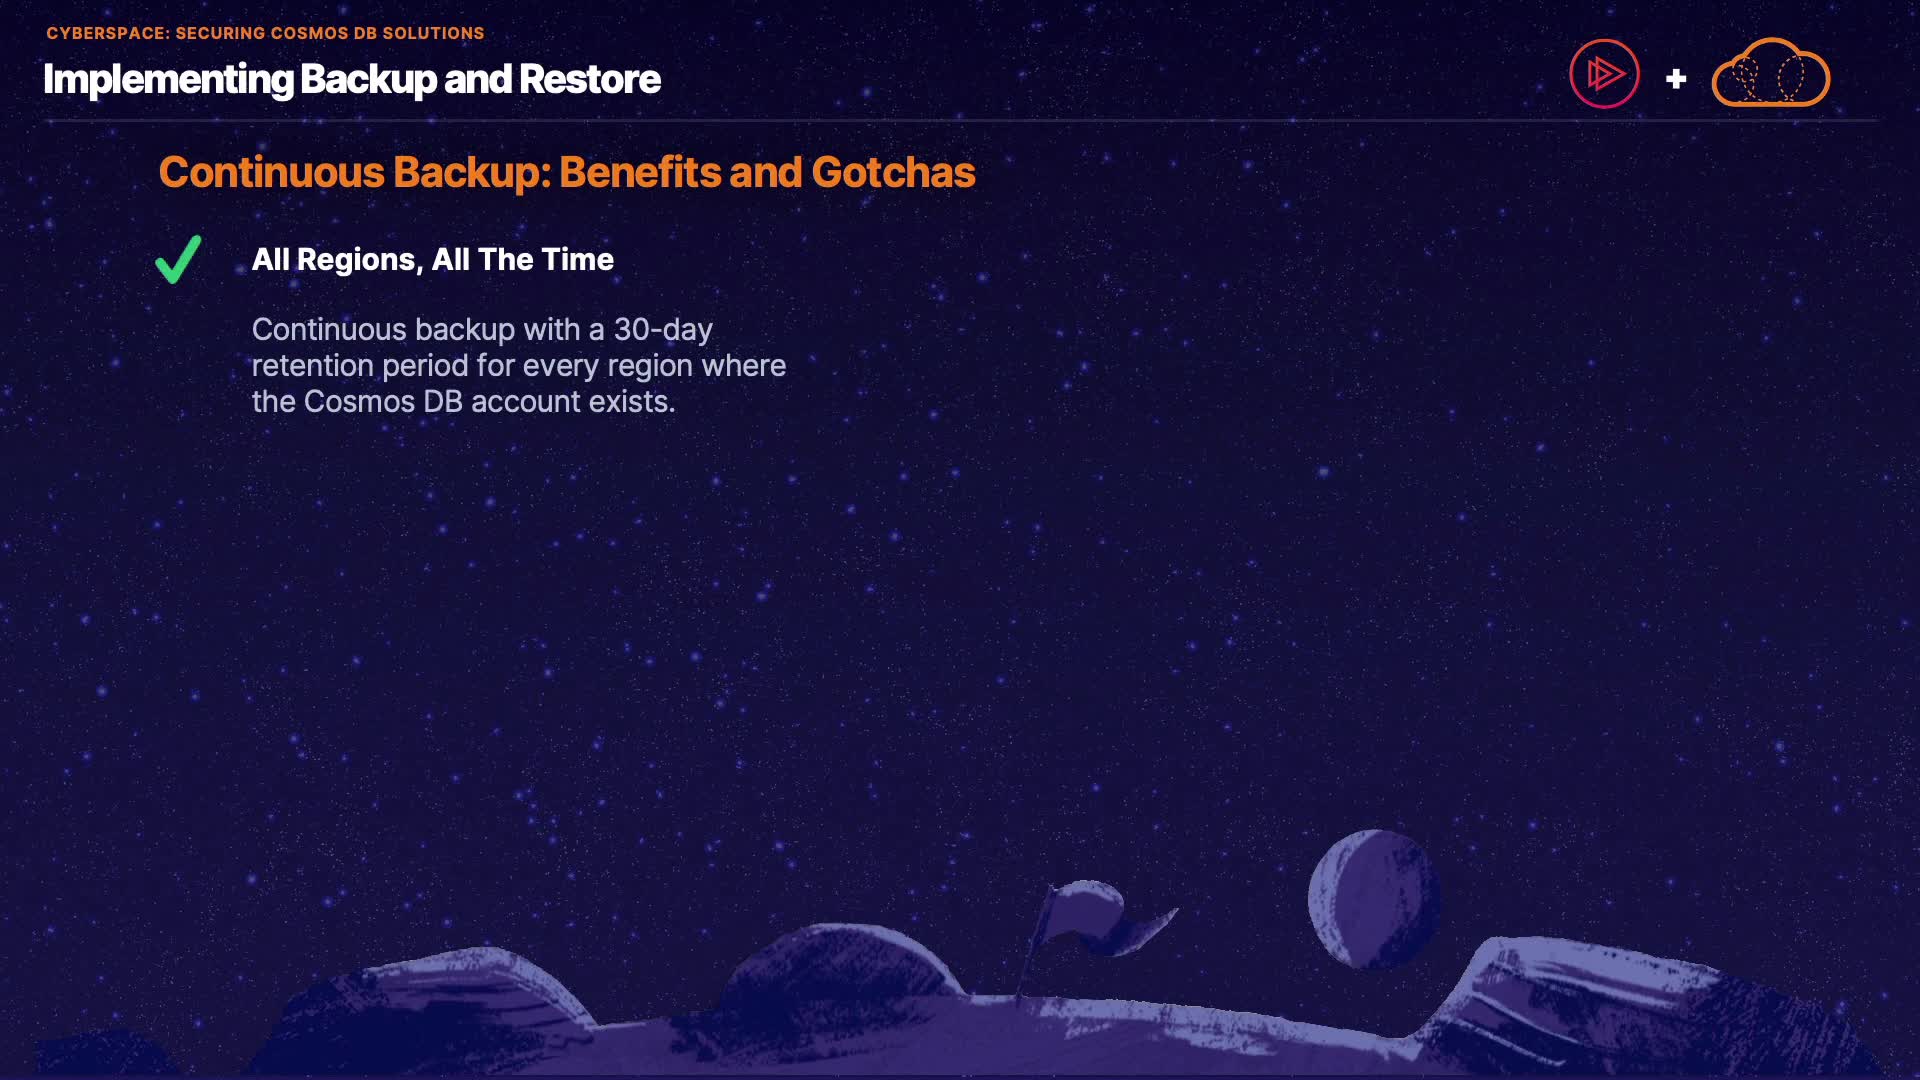 CYBERSPACE: SECURING COSMOS DB SOLUTIONS
Implementing Backup and Restore
Continuous Backup: Benefits and Gotchas
All Regions, All The Time
Continuous backup with a 30-day
retention period for every region where
the Cosmos DB account exists.